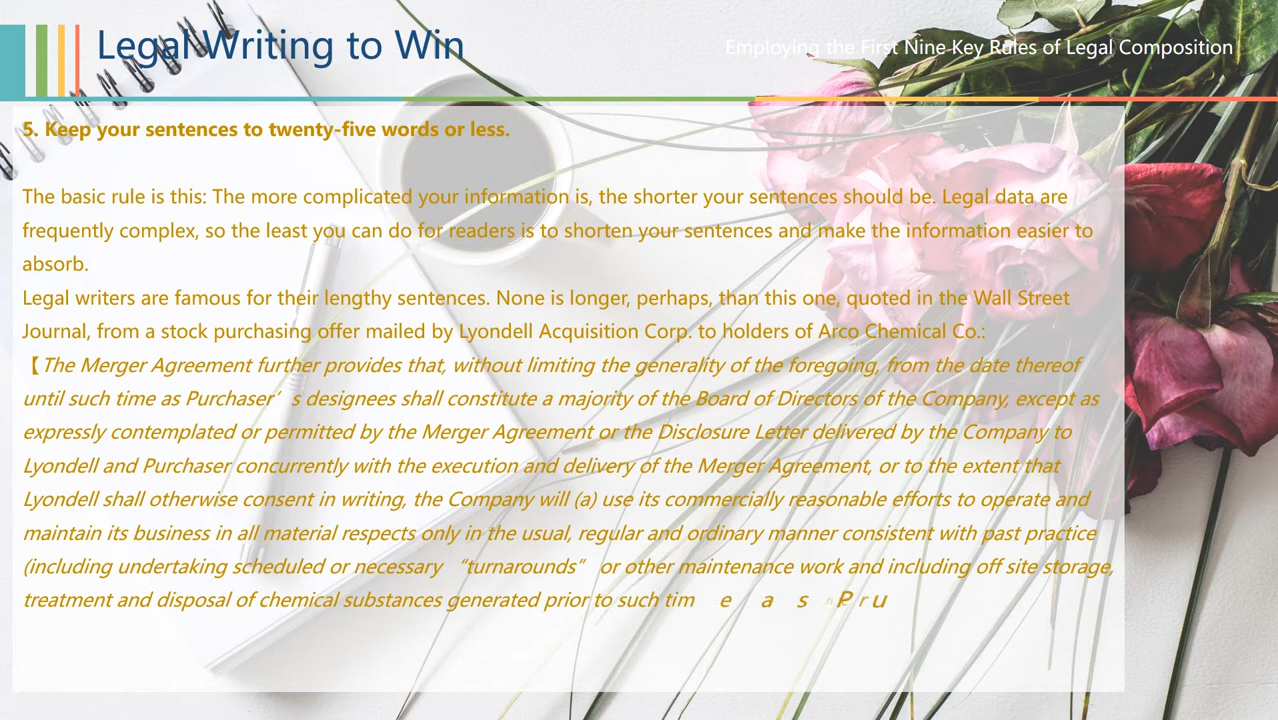 Legal Writing to Win
Employing the First Nine Key Rules of Legal Composition
5. Keep your sentences to twenty-five words or less.
The basic rule is this: The more complicated your information is, the shorter your sentences should be. Legal data are
frequently complex, so the least you can do for readers is to shorten your sentences and make the information easier to
absorb.
Legal writers are famous for their lengthy sentences. None is longer, perhaps, than this one, quoted in the Wall Street
Journal, from a stock purchasing offer mailed by Lyondell Acquisition Corp. to holders of Arco Chemical Co.:
【The Merger Agreement further provides that, without limiting the generality of the foregoing, from the date thereof
until such time as Purchaser’s designees shall constitute a majority of the Board of Directors of the Company, except as
expressly contemplated or permitted by the Merger Agreement or the Disclosure Letter delivered by the Company to
Lyondell and Purchaser concurrently with the execution and delivery of the Merger Agreement, or to the extent that
Lyondell shall otherwise consent in writing, the Company will (a) use its commercially reasonable efforts to operate and
maintain its business in all material respects only in the usual, regular and ordinary manner consistent with past practice
(including undertaking scheduled or necessary “turnarounds” or other maintenance work and including off site storage,
treatment and disposal of chemical substances generated prior to such time as